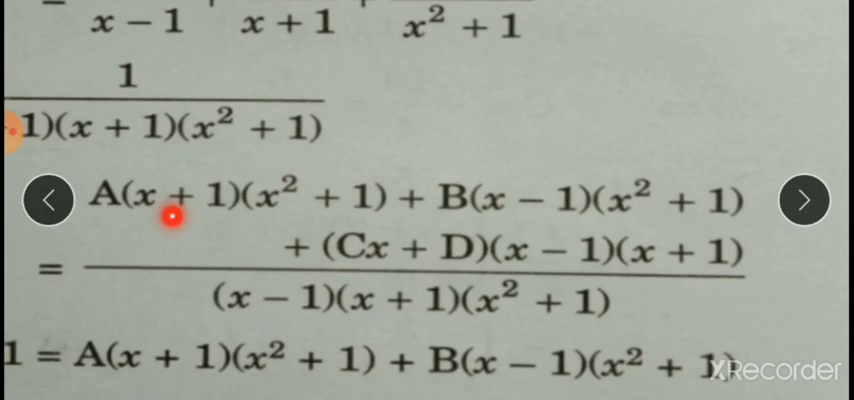 x − 1 x + 1 x² + 1
1
1)(x + 1)(x² + 1)
A(x + 1)(x² + 1) + B(x − 1)(x² + 1)
+ (Cx + D)(x − 1)(x + 1)
=
(x − 1)(x + 1)(x² + 1)
1 = A(x + 1)(x² + 1) + B(x − 1)(x² + 1)
XRecorder